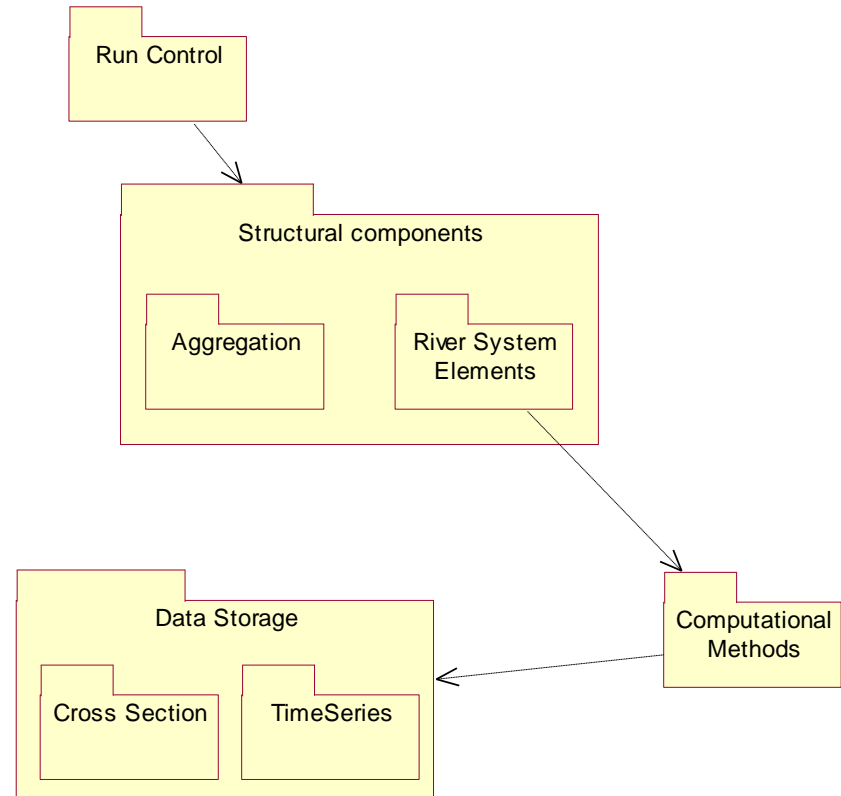 Run Control
Structural components
Aggregation
River System
Elements
Data Storage
Computational
Methods
Cross Section
TimeSeries